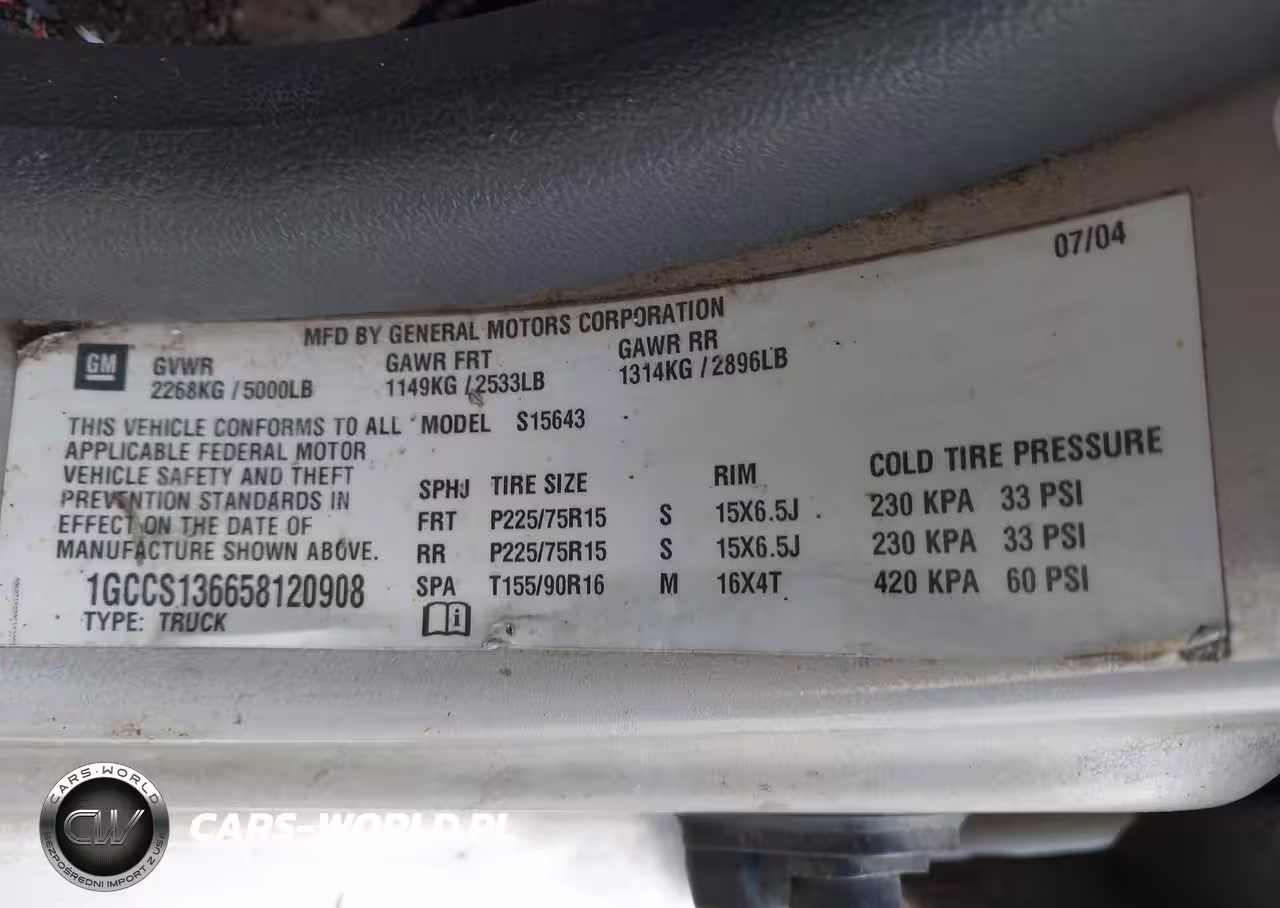 07/04
MFD BY GENERAL MOTORS CORPORATION
GM
GVWR GAWR FRT GAWR RR
2268KG / 5000LB 1149KG / 2533LB 1314KG / 2896LB
THIS VEHICLE CONFORMS TO ALL
APPLICABLE FEDERAL MOTOR
VEHICLE SAFETY AND THEFT
PREVENTION STANDARDS IN
EFFECT ON THE DATE OF
MANUFACTURE SHOWN ABOVE.
1GCCS136658120908
TYPE: TRUCK
MODEL S15643
SPHJ TIRE SIZE RIM COLD TIRE PRESSURE
FRT P225/75R15 S 15X6.5J 230 KPA 33 PSI
RR P225/75R15 S 15X6.5J 230 KPA 33 PSI
SPA T155/90R16 M 16X4T 420 KPA 60 PSI
i
CARS-WORLD
CW
BEZPOŚREDNI IMPORT Z USA
CARS-WORLD.PL